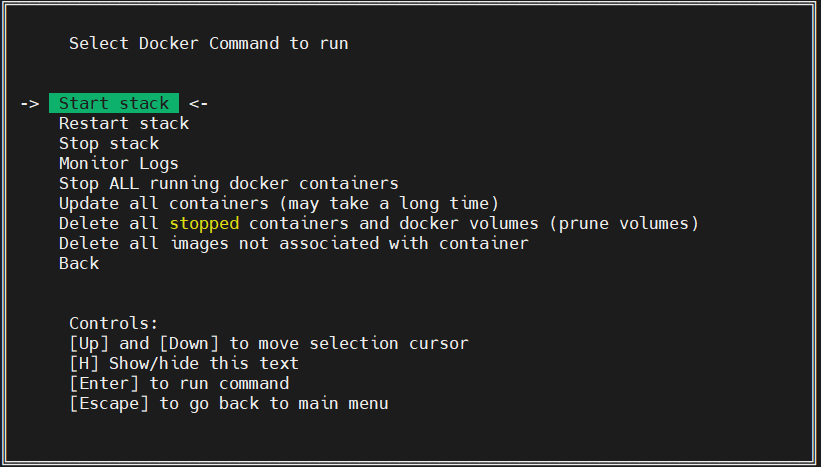 Select Docker Command to run
-> Start stack <-
Restart stack
Stop stack
Monitor Logs
Stop ALL running docker containers
Update all containers (may take a long time)
Delete all stopped containers and docker volumes (prune volumes)
Delete all images not associated with container
Back
Controls:
[Up] and [Down] to move selection cursor
[H] Show/hide this text
[Enter] to run command
[Escape] to go back to main menu